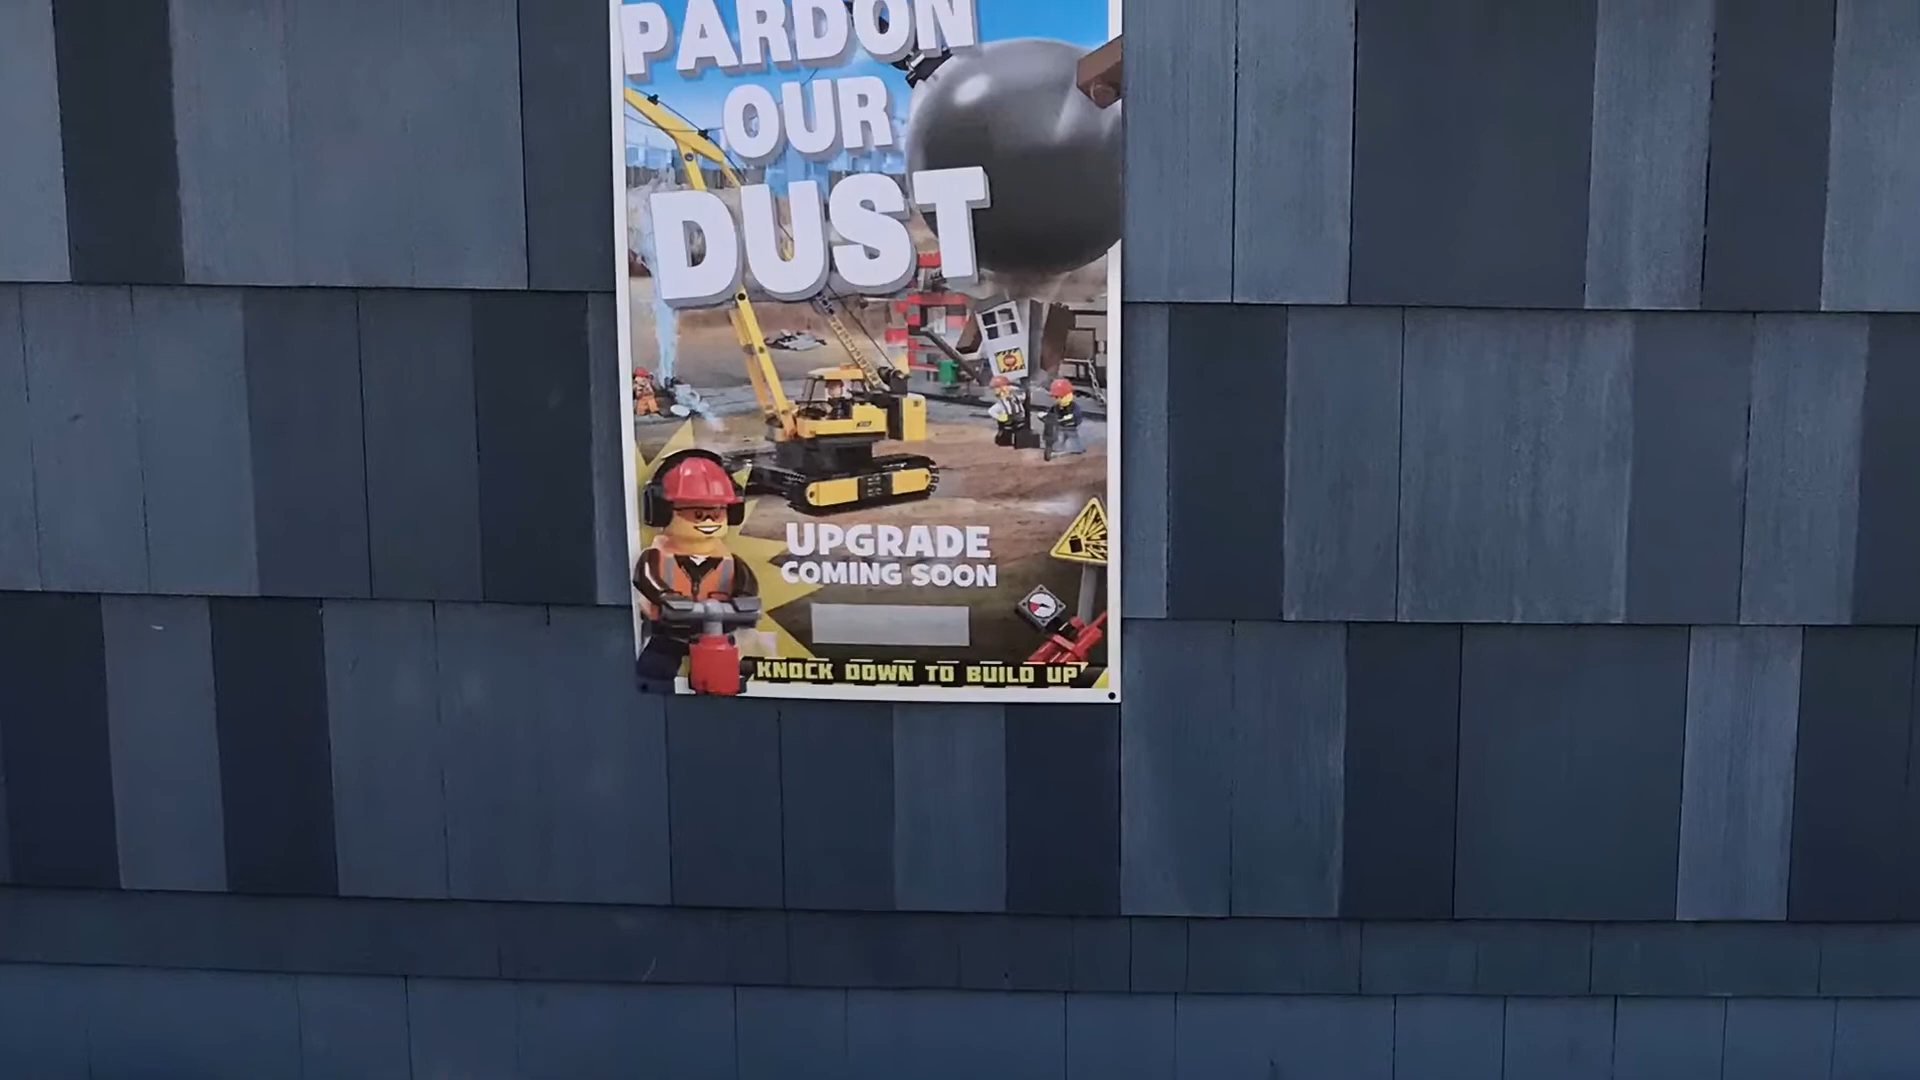 PARDON
OUR
DUST
UPGRADE
COMING SOON
KNOCK DOWN TO BUILD UP